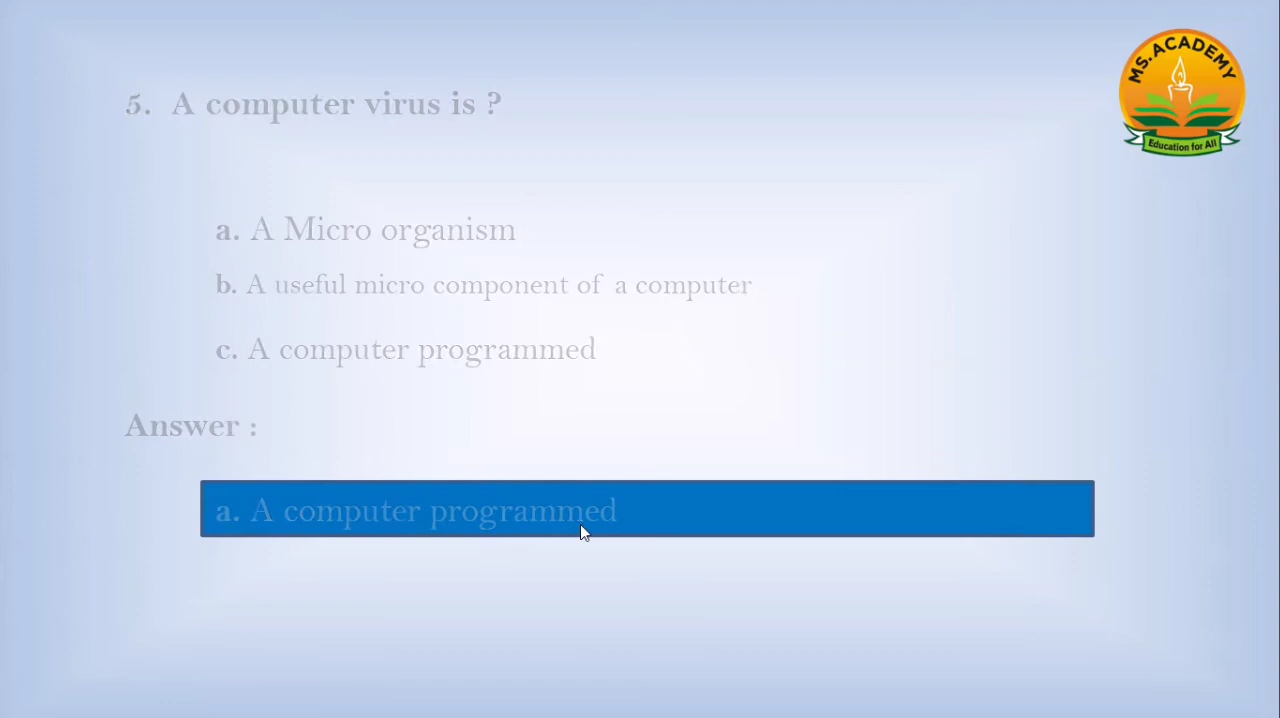 MS. ACADEMY
Education for All
5. A computer virus is ?
a. A Micro organism
b. A useful micro component of a computer
c. A computer programmed
Answer :
a. A computer programmed